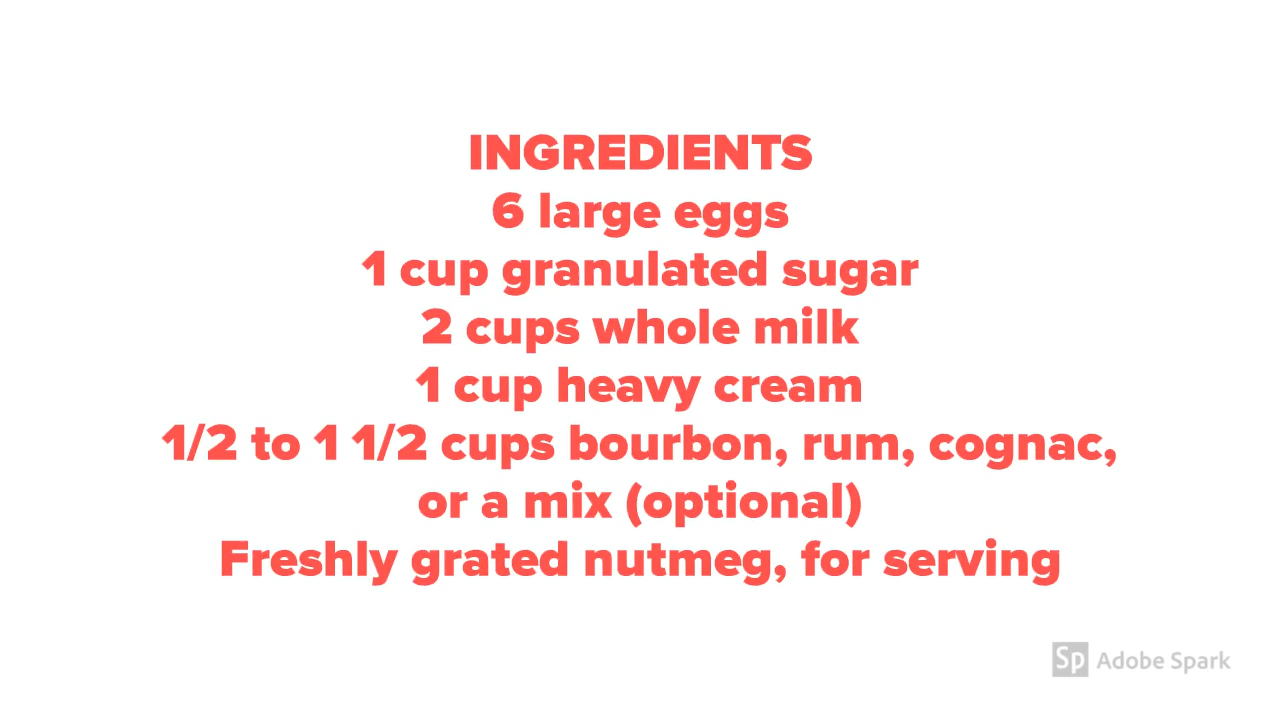 INGREDIENTS
6 large eggs
1 cup granulated sugar
2 cups whole milk
1 cup heavy cream
1/2 to 1 1/2 cups bourbon, rum, cognac,
or a mix (optional)
Freshly grated nutmeg, for serving
Sp Adobe Spark